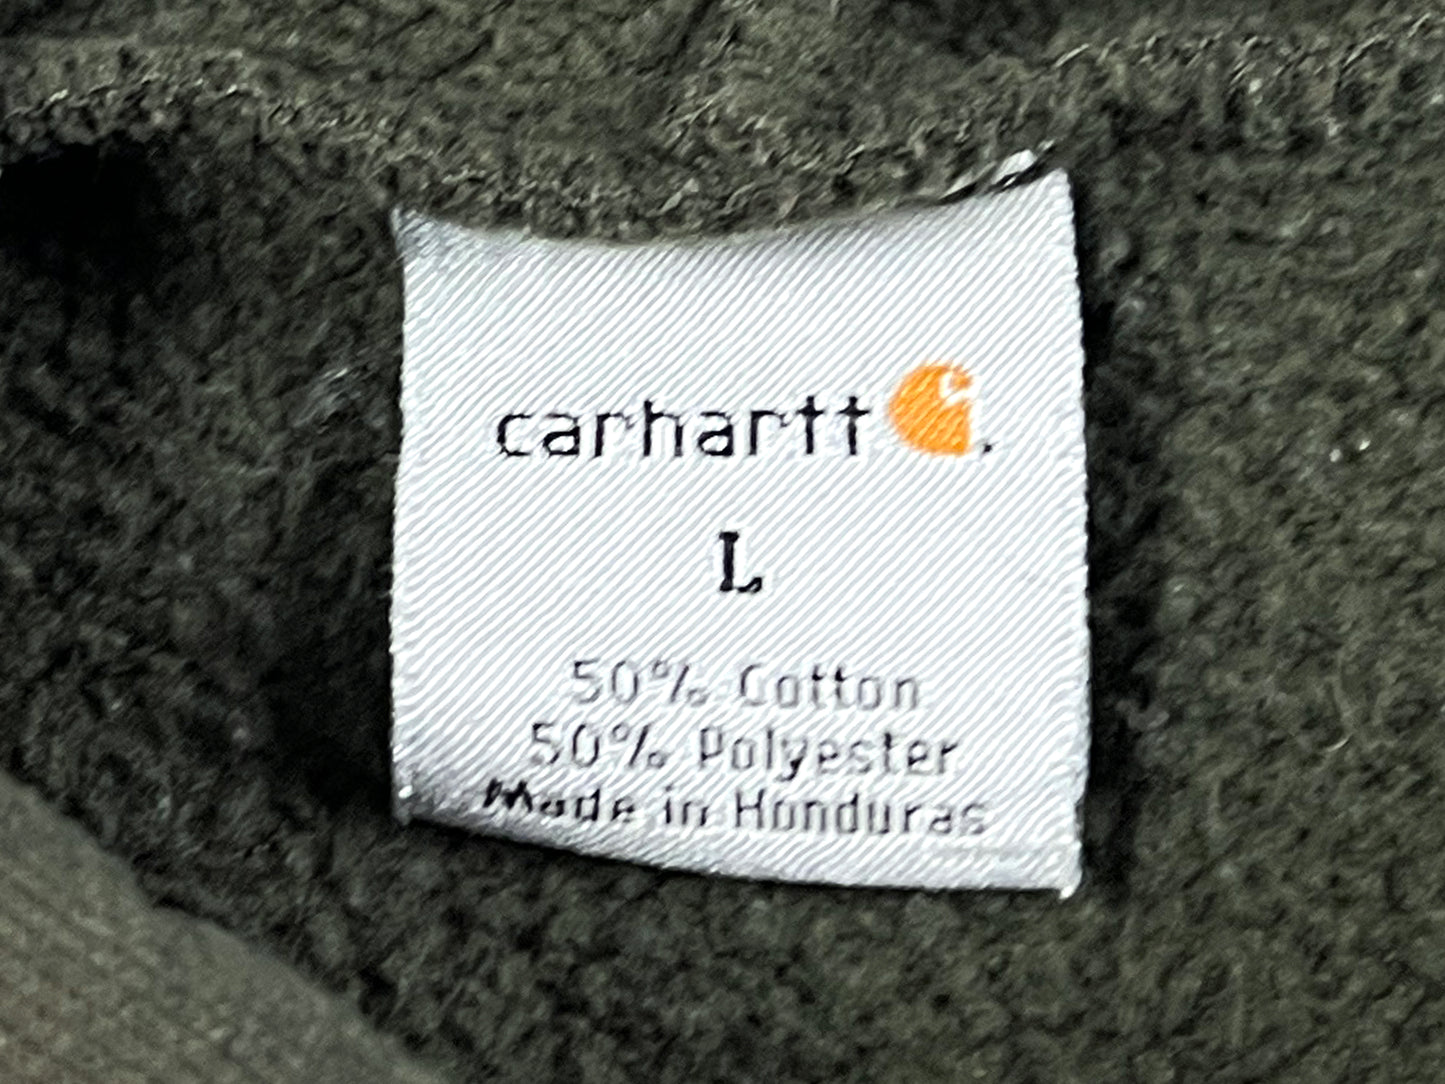 carhartt.
L
50% Cotton
50% Polyester
Made in Honduras